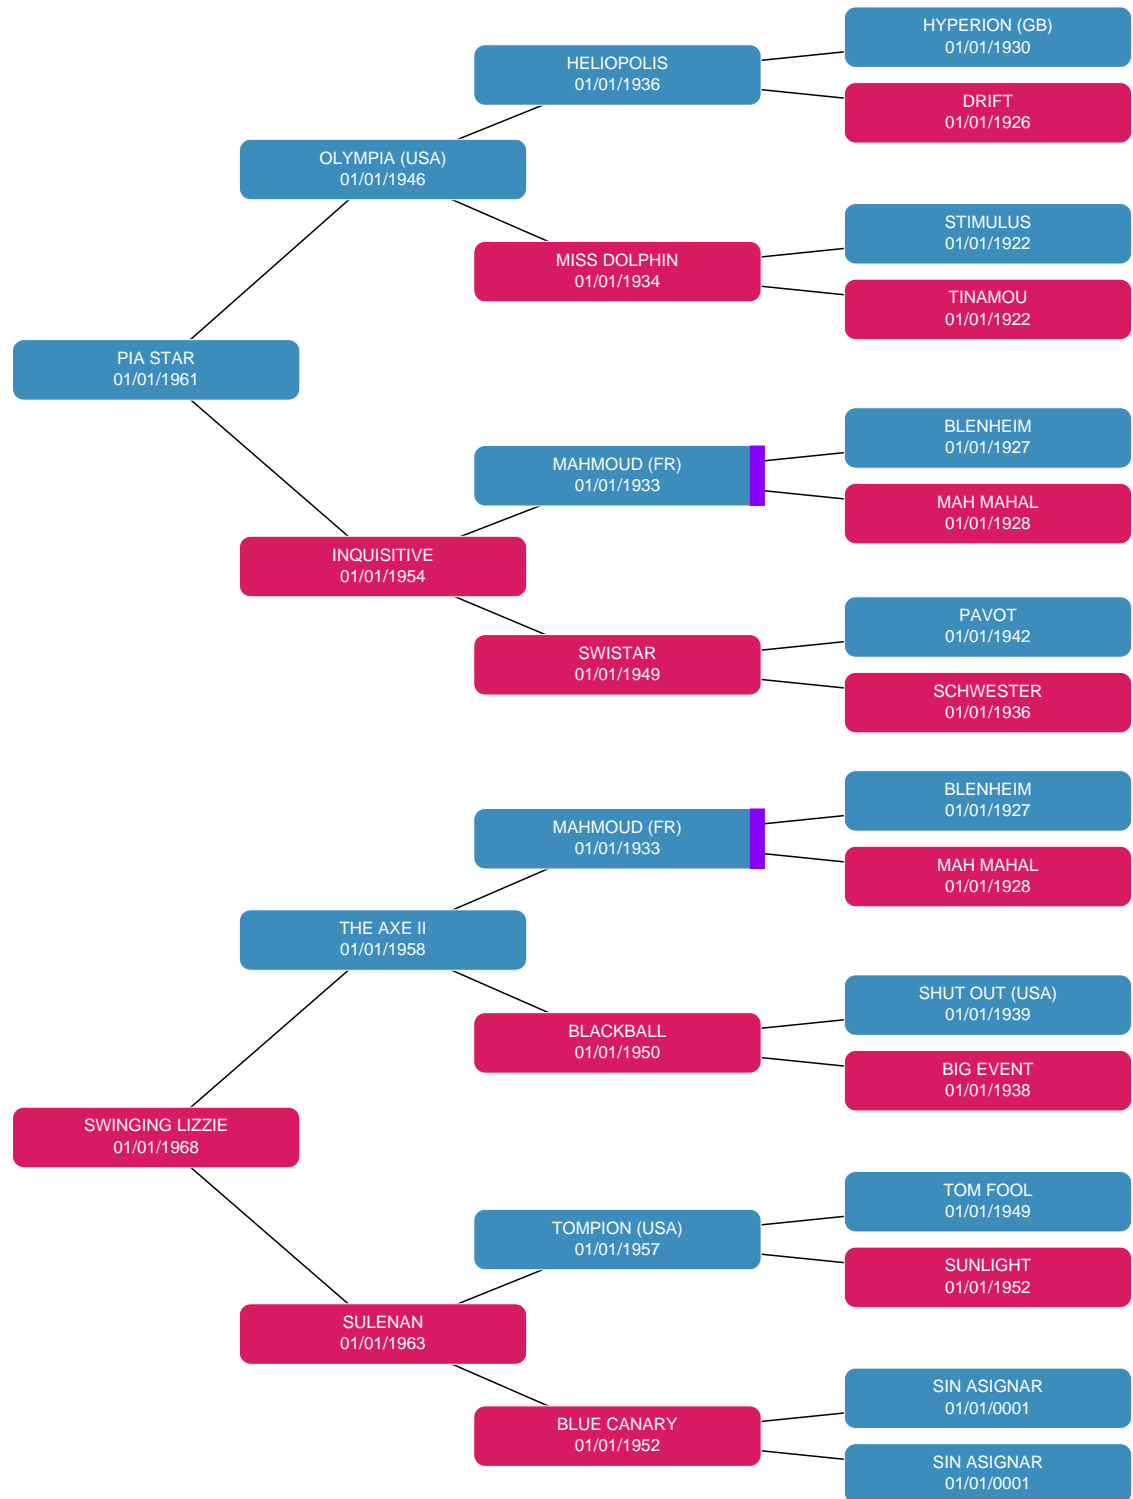 HYPERION (GB)
01/01/1930
HELIOPOLIS
01/01/1936
DRIFT
01/01/1926
OLYMPIA (USA)
01/01/1946
STIMULUS
01/01/1922
MISS DOLPHIN
01/01/1934
TINAMOU
01/01/1922
PIA STAR
01/01/1961
BLENHEIM
01/01/1927
MAHMOUD (FR)
01/01/1933
MAH MAHAL
01/01/1928
INQUISITIVE
01/01/1954
PAVOT
01/01/1942
SWISTAR
01/01/1949
SCHWESTER
01/01/1936
BLENHEIM
01/01/1927
MAHMOUD (FR)
01/01/1933
MAH MAHAL
01/01/1928
THE AXE II
01/01/1958
SHUT OUT (USA)
01/01/1939
BLACKBALL
01/01/1950
BIG EVENT
01/01/1938
SWINGING LIZZIE
01/01/1968
TOM FOOL
01/01/1949
TOMPION (USA)
01/01/1957
SUNLIGHT
01/01/1952
SULENAN
01/01/1963
SIN ASIGNAR
01/01/0001
BLUE CANARY
01/01/1952
SIN ASIGNAR
01/01/0001